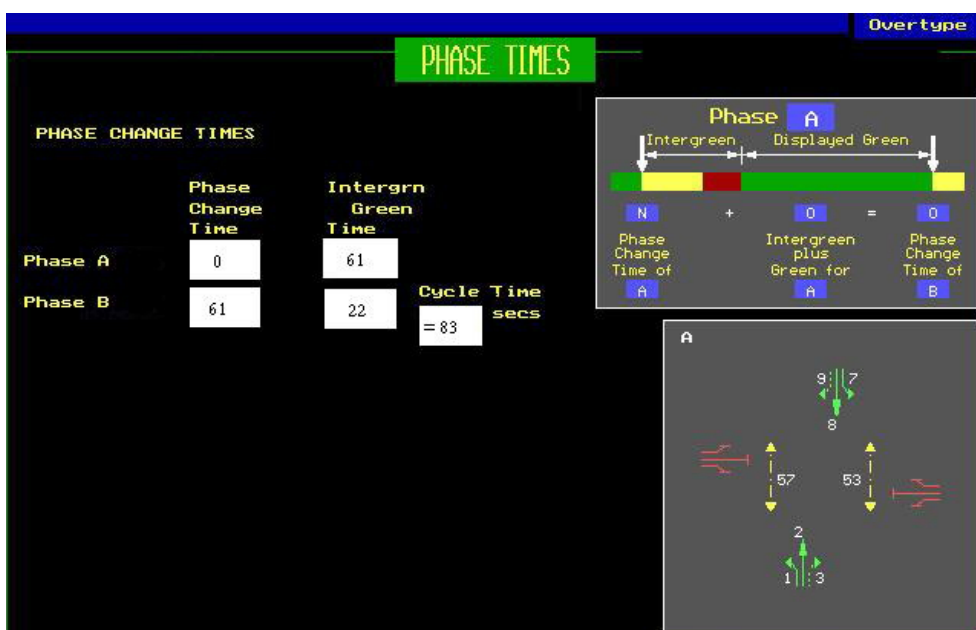 Overtype
PHASE TIMES
PHASE CHANGE TIMES
Phase Intergrn
Change Green
Time Time
Phase A 0 61
Phase B 61 22
Cycle Time
= 83 secs
Phase A
Intergreen Displayed Green
N + 0 = 0
Phase Intergreen Phase
Change plus Change
Time of Green for Time of
A A B
A
9 7
8
57 53
2
1 3